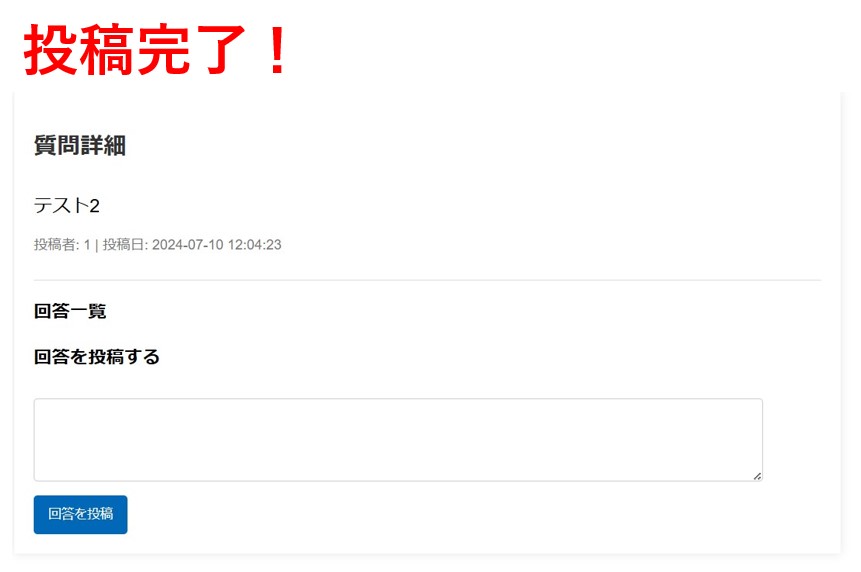 投稿完了！
質問詳細
テスト2
投稿者: 1 | 投稿日: 2024-07-10 12:04:23
回答一覧
回答を投稿する
回答を投稿